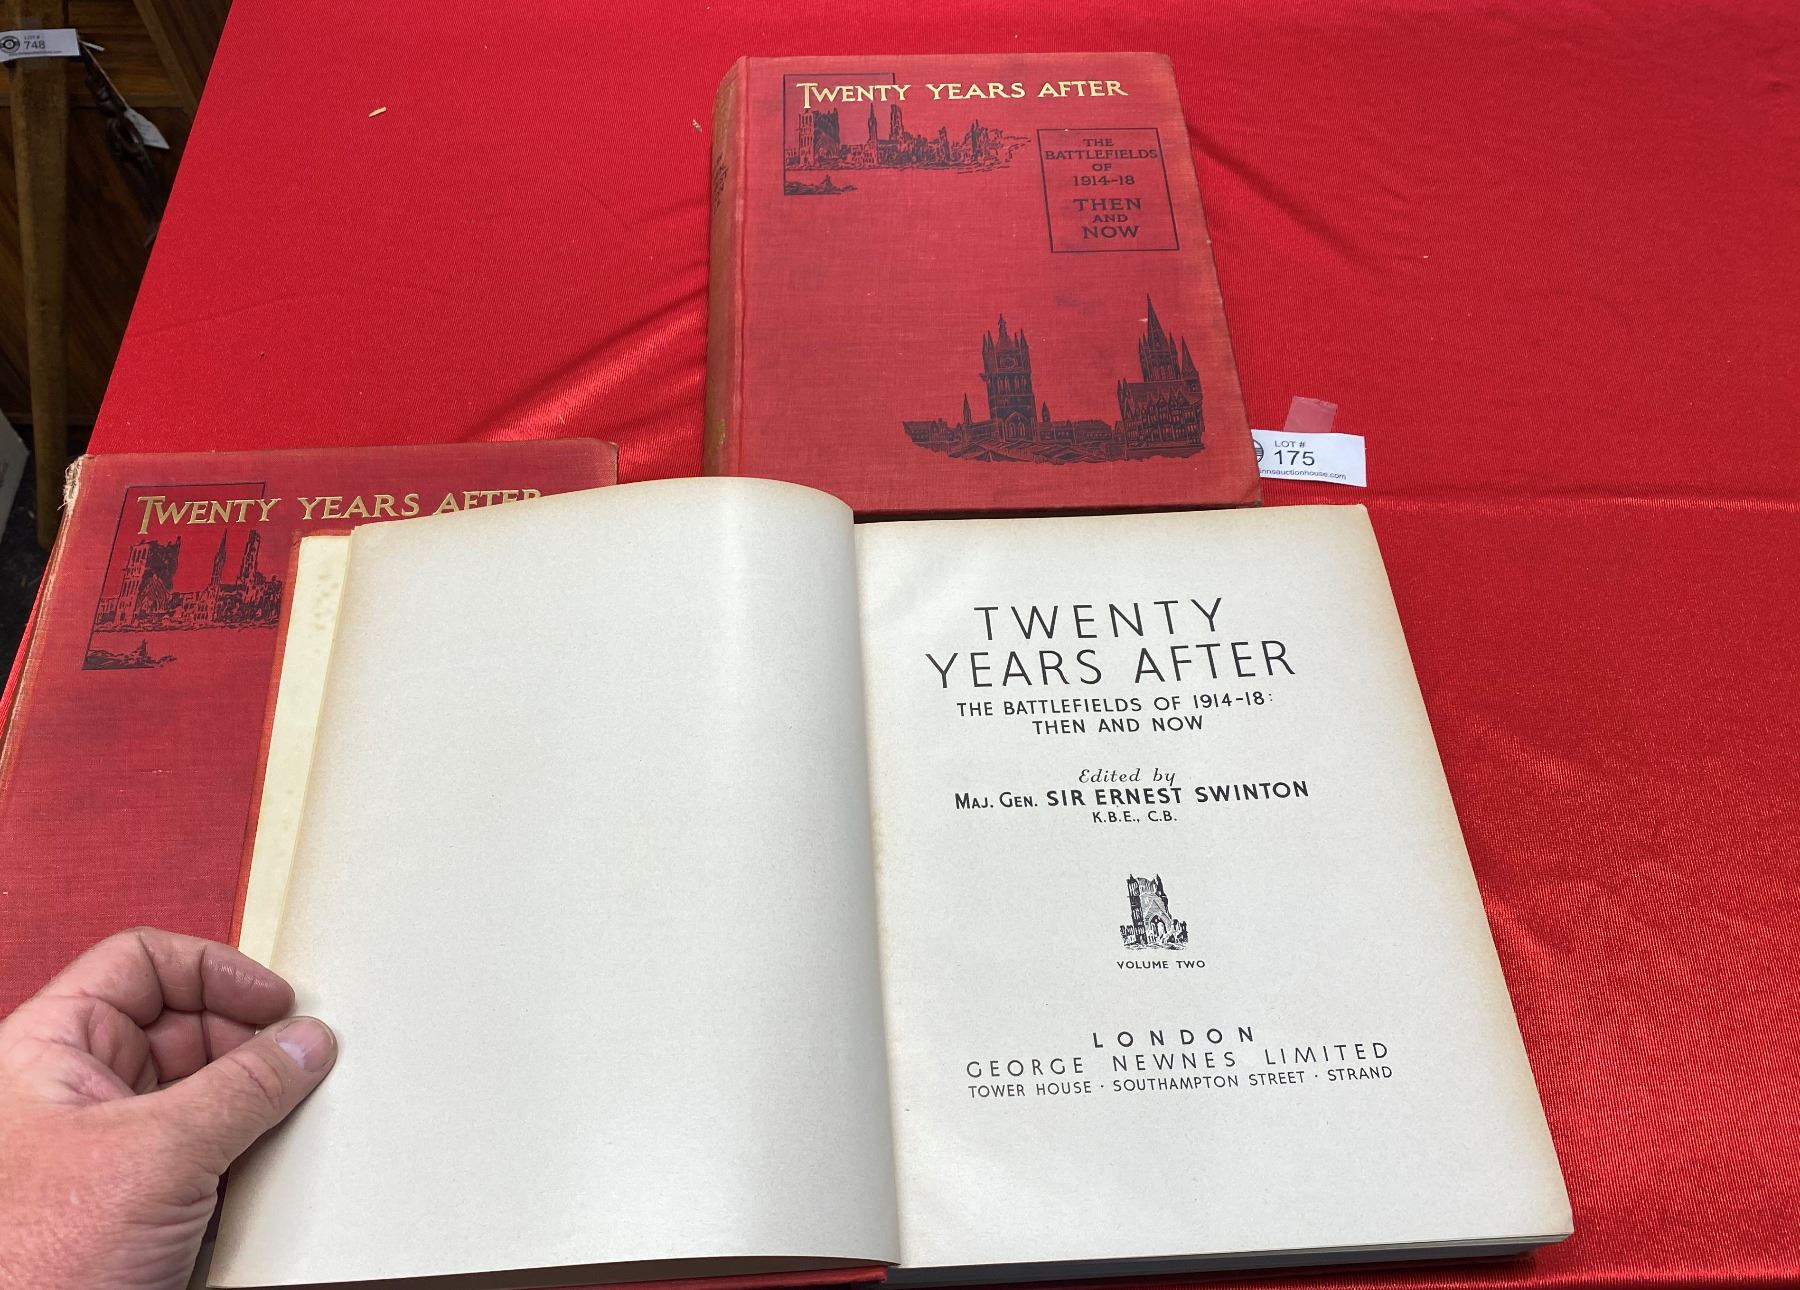 LOT #
748
TWENTY YEARS AFTER
THE
BATTLEFIELDS
OF
1914-18
THEN
AND
NOW
LOT #
175
innsauctionhouse.com
TWENTY YEARS AFTER
TWENTY
YEARS AFTER
THE BATTLEFIELDS OF 1914-18:
THEN AND NOW
Edited by
MAJ. GEN. SIR ERNEST SWINTON
K.B.E., C.B.
VOLUME TWO
LONDON
GEORGE NEWNES LIMITED
TOWER HOUSE · SOUTHAMPTON STREET · STRAND